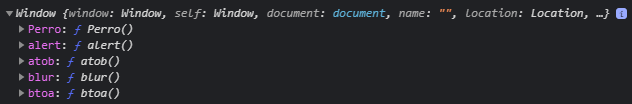 ▼Window {window: Window, self: Window, document: document, name: "", location: Location, …} i
▶ Perro: ƒ Perro()
▶ alert: ƒ alert()
▶ atob: ƒ atob()
▶ blur: ƒ blur()
▶ btoa: ƒ btoa()